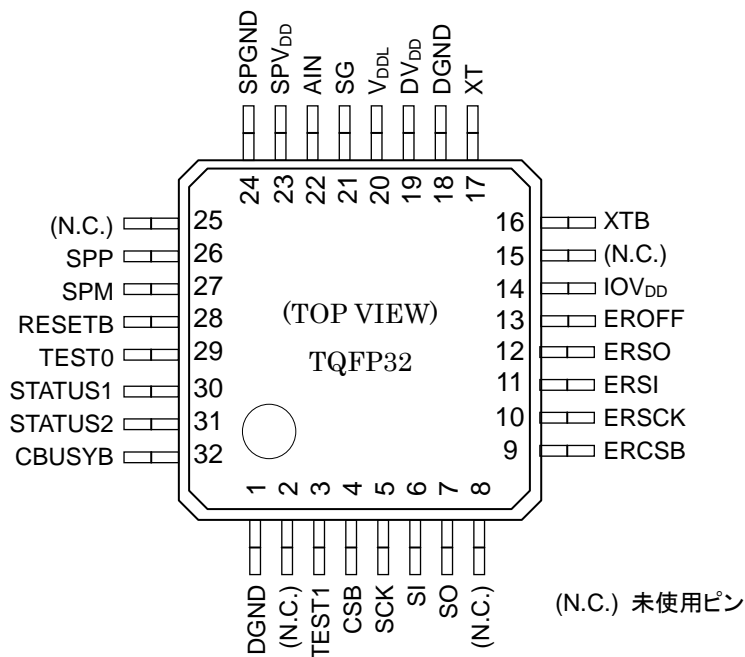 SPGND
SPVDD
AIN
SG
VDDL
DVDD
DGND
XT
24
23
22
21
20
19
18
17
(N.C.) 25
SPP 26
SPM 27
RESETB 28
TEST0 29
STATUS1 30
STATUS2 31
CBUSYB 32
(TOP VIEW)
TQFP32
16 XTB
15 (N.C.)
14 IOVDD
13 EROFF
12 ERSO
11 ERSI
10 ERSCK
9 ERCSB
1
2
3
4
5
6
7
8
DGND
(N.C.)
TEST1
CSB
SCK
SI
SO
(N.C.)
(N.C.) 未使用ピン